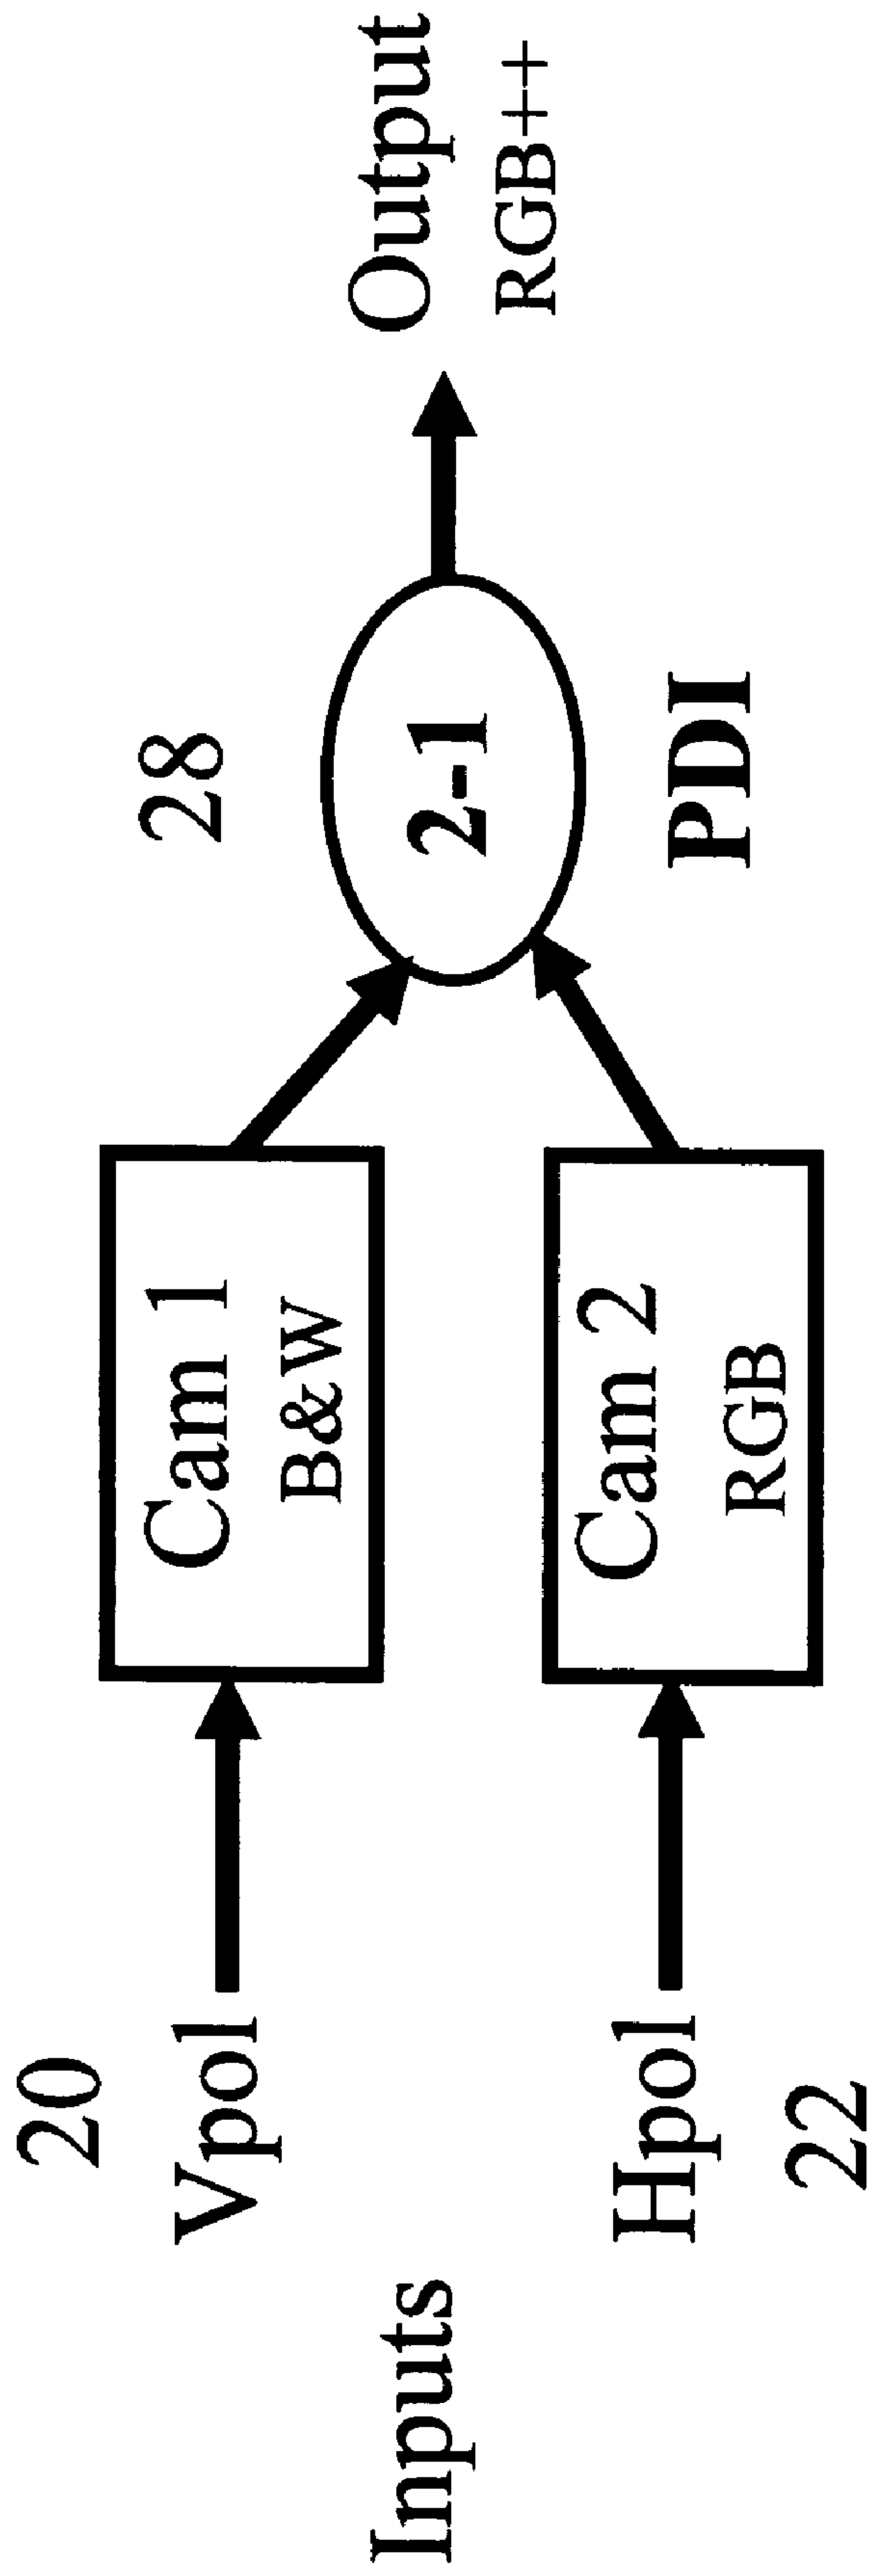 Inputs
20
Vpol
Hpol
22
Cam 1
B&W
Cam 2
RGB
28
2-1
PDI
Output
RGB++